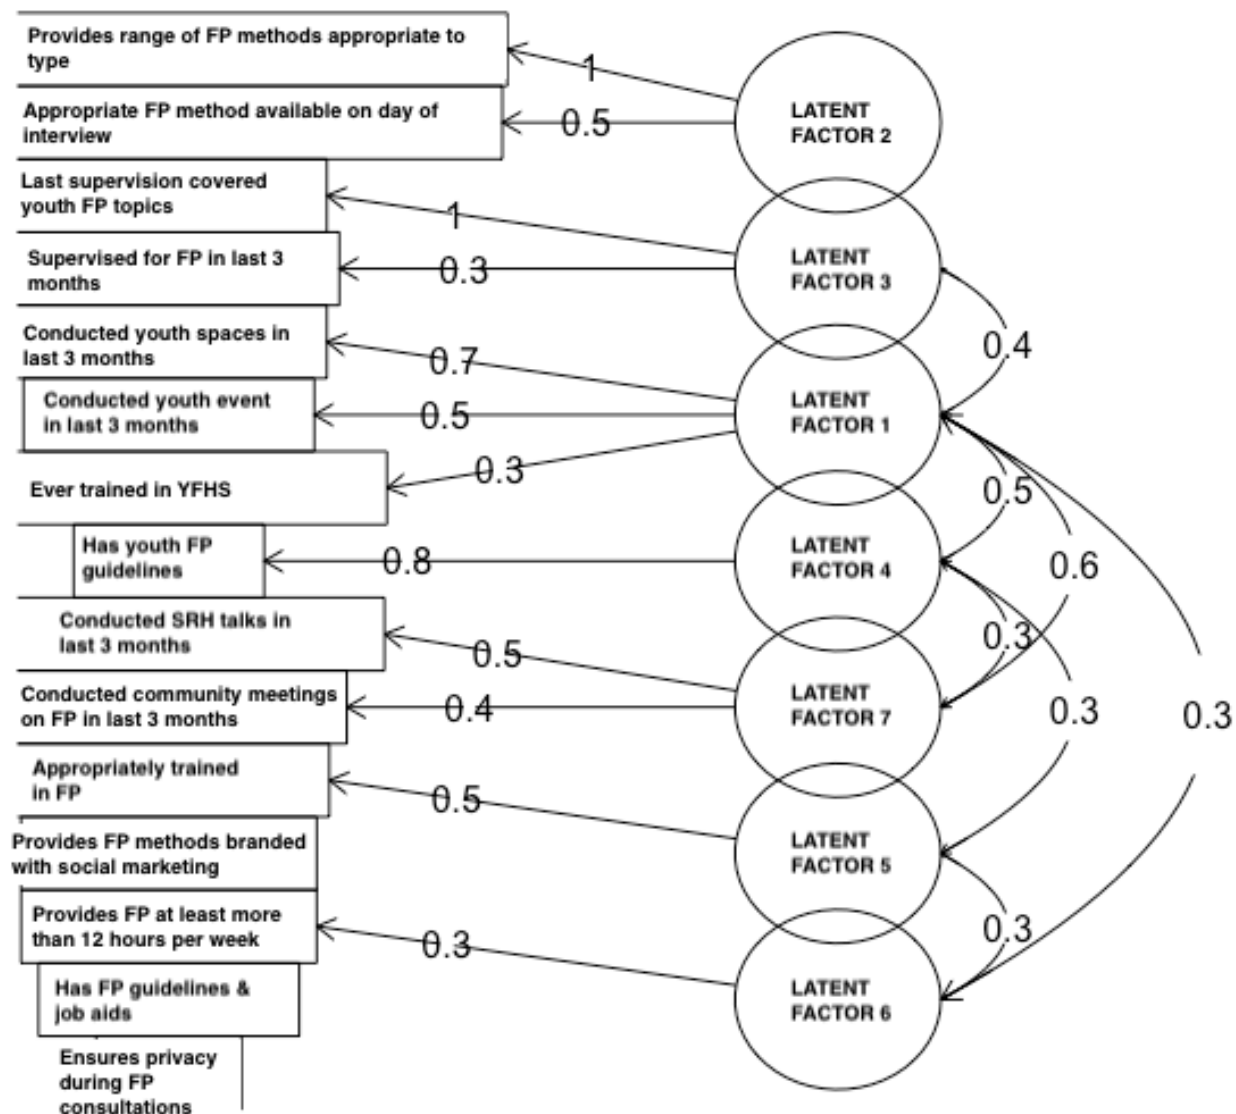 Provides range of FP methods appropriate to
type
1
LATENT
FACTOR 2
Appropriate FP method available on day of
interview
0.5
Last supervision covered
youth FP topics
1
LATENT
FACTOR 3
Supervised for FP in last 3
months
0.3
0.4
Conducted youth spaces in
last 3 months
0.7
LATENT
FACTOR 1
Conducted youth event
in last 3 months
0.5
Ever trained in YFHS
0.3
0.5
Has youth FP
guidelines
0.8
LATENT
FACTOR 4
0.6
Conducted SRH talks in
last 3 months
0.5
0.3
Conducted community meetings
on FP in last 3 months
0.4
LATENT
FACTOR 7
0.3
0.3
Appropriately trained
in FP
0.5
Provides FP methods branded
with social marketing
LATENT
FACTOR 5
Provides FP at least more
than 12 hours per week
0.3
0.3
Has FP guidelines &
job aids
LATENT
FACTOR 6
Ensures privacy
during FP
consultations